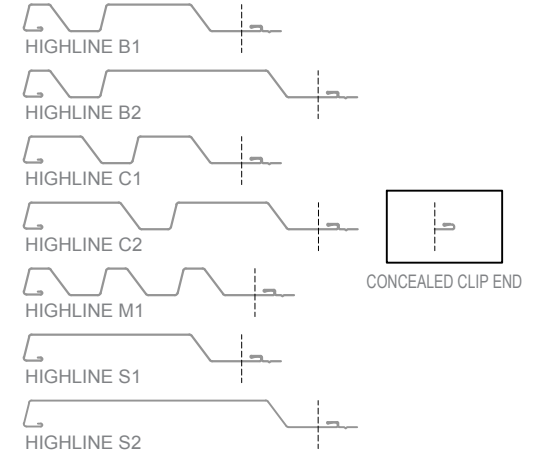 HIGHLINE B1
HIGHLINE B2
HIGHLINE C1
HIGHLINE C2
CONCEALED CLIP END
HIGHLINE M1
HIGHLINE S1
HIGHLINE S2